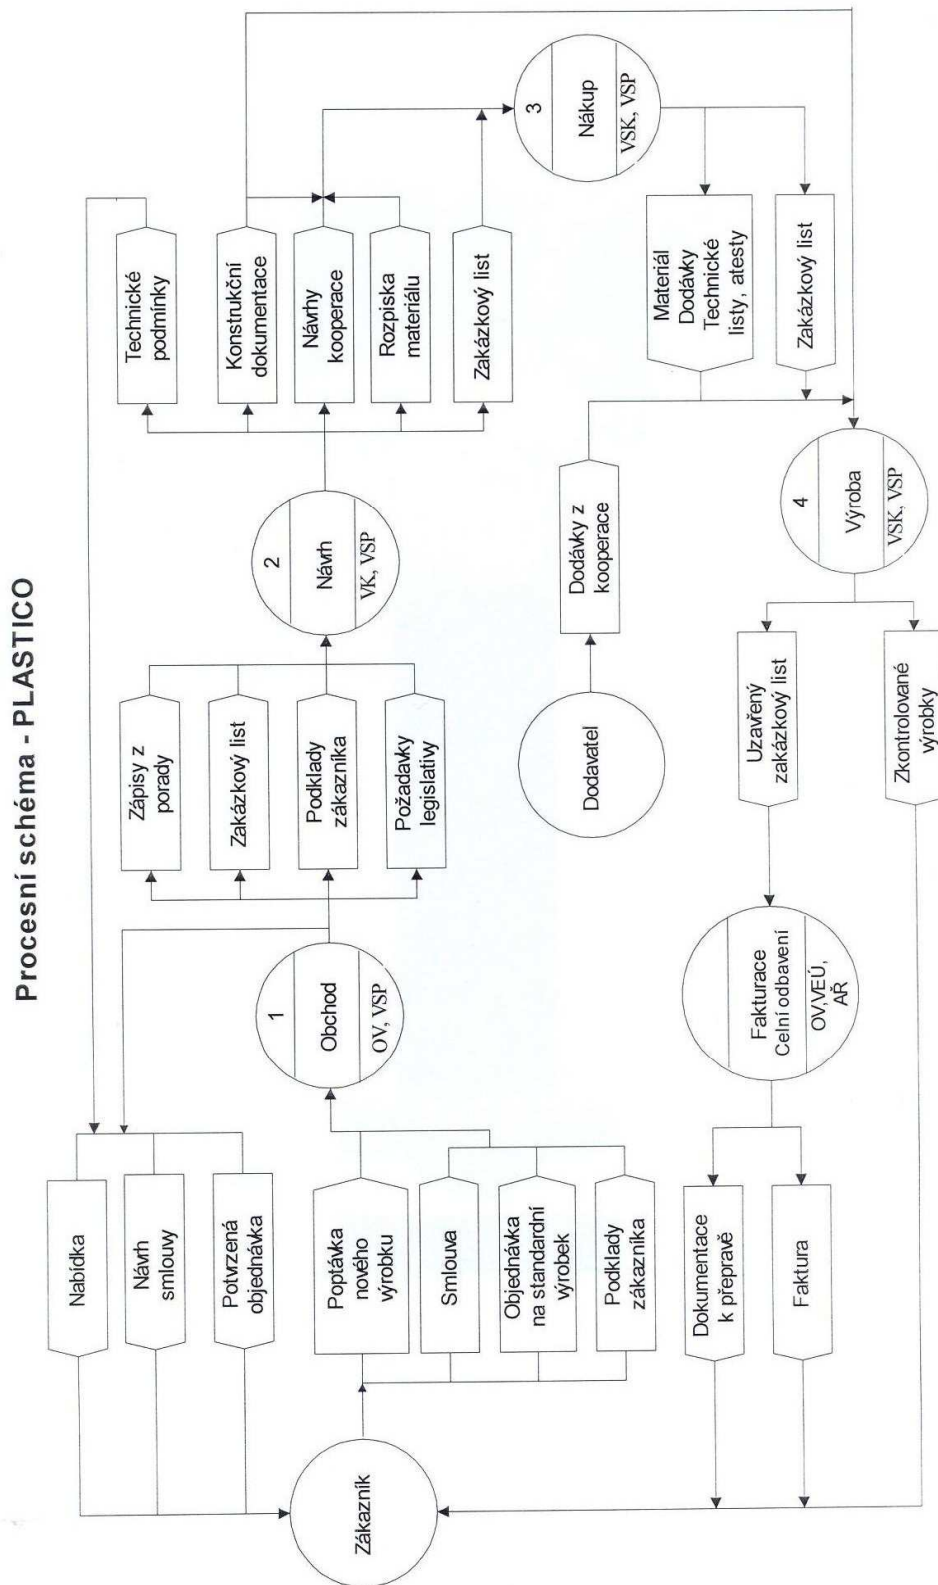 Procesní schéma - PLASTICO
Nabídka
Návrh
smlouvy
Potvrzená
objednávka
Zákazník
Poptávka
nového
výrobku
Smlouva
Objednávka
na standardní
výrobek
Podklady
zákazníka
Dokumentace
k přepravě
Faktura
1
Obchod
OV, VSP
Fakturace
Celní odbavení
OV,VEÚ,
AŘ
Zápisy z
porady
Zakázkový list
Podklady
zákazníka
Požadavky
legislativy
Dodavatel
Uzavřený
zakázkový list
Zkontrolované
výrobky
2
Návrh
VK, VSP
Dodávky z
kooperace
4
Výroba
VSK, VSP
Technické
podmínky
Konstrukční
dokumentace
Návrhy
kooperace
Rozpiska
materiálu
Zakázkový list
Materiál
Dodávky
Technické
listy, atesty
Zakázkový list
3
Nákup
VSK, VSP